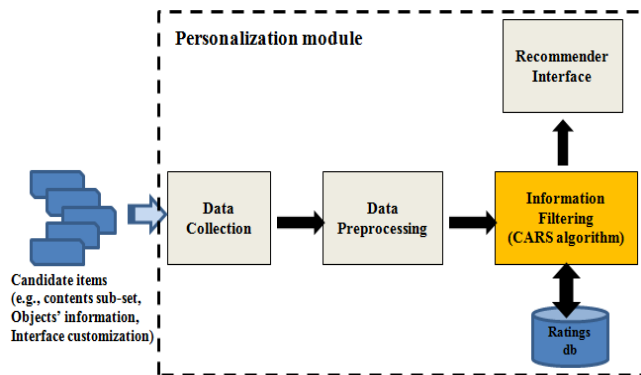 Personalization module
Recommender
Interface
Data
Collection
Data
Preprocessing
Information
Filtering
(CARS algorithm)
Candidate items
(e.g., contents sub-set,
Objects' information,
Interface customization)
Ratings
db